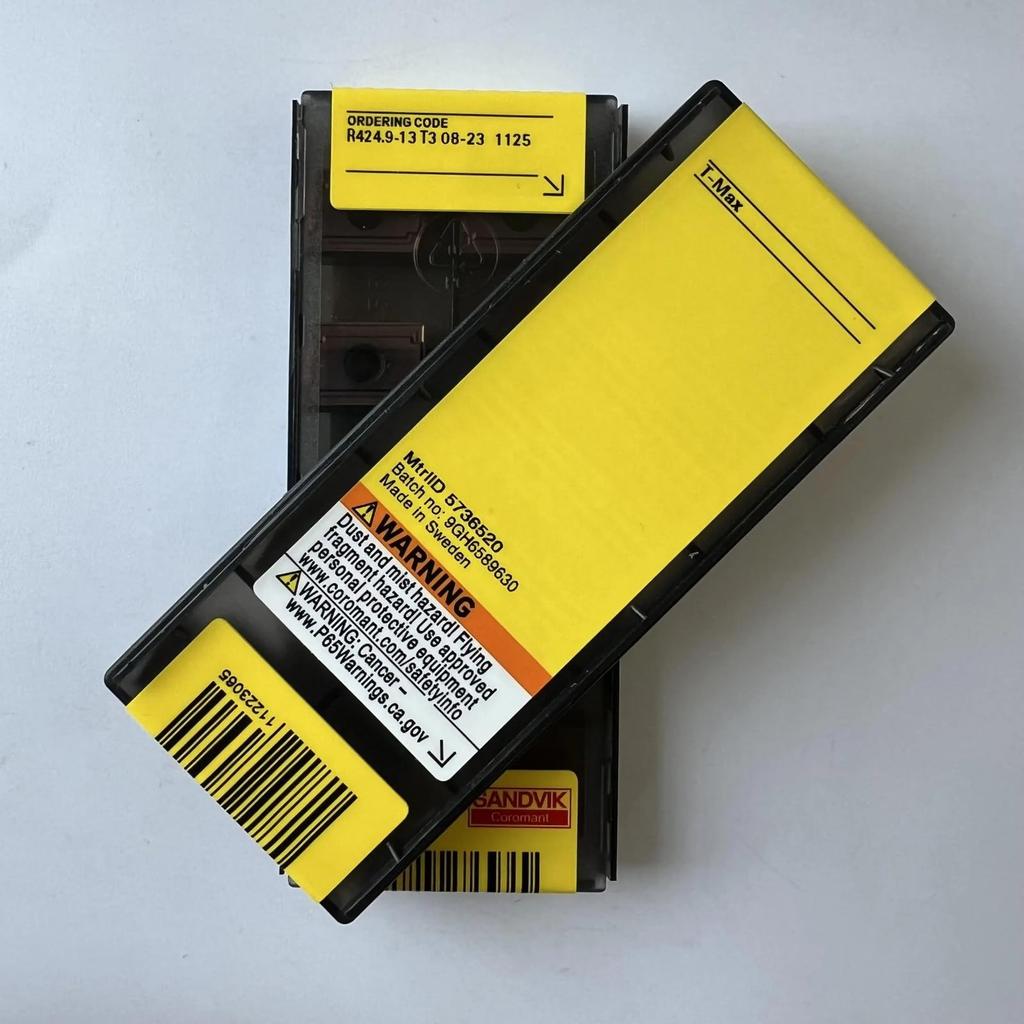 ORDERING CODE
R424.9-13 T3 08-23 1125
T-Max
MtrlID 5736520
Batch no: 9GH6589630
Made in Sweden
WARNING
Dust and mist hazard! Flying
fragment hazard! Use approved
personal protective equipment
www.coromant.com/safetyinfo
WARNING: Cancer –
www.P65Warnings.ca.gov
11223065
SANDVIK
Coromant